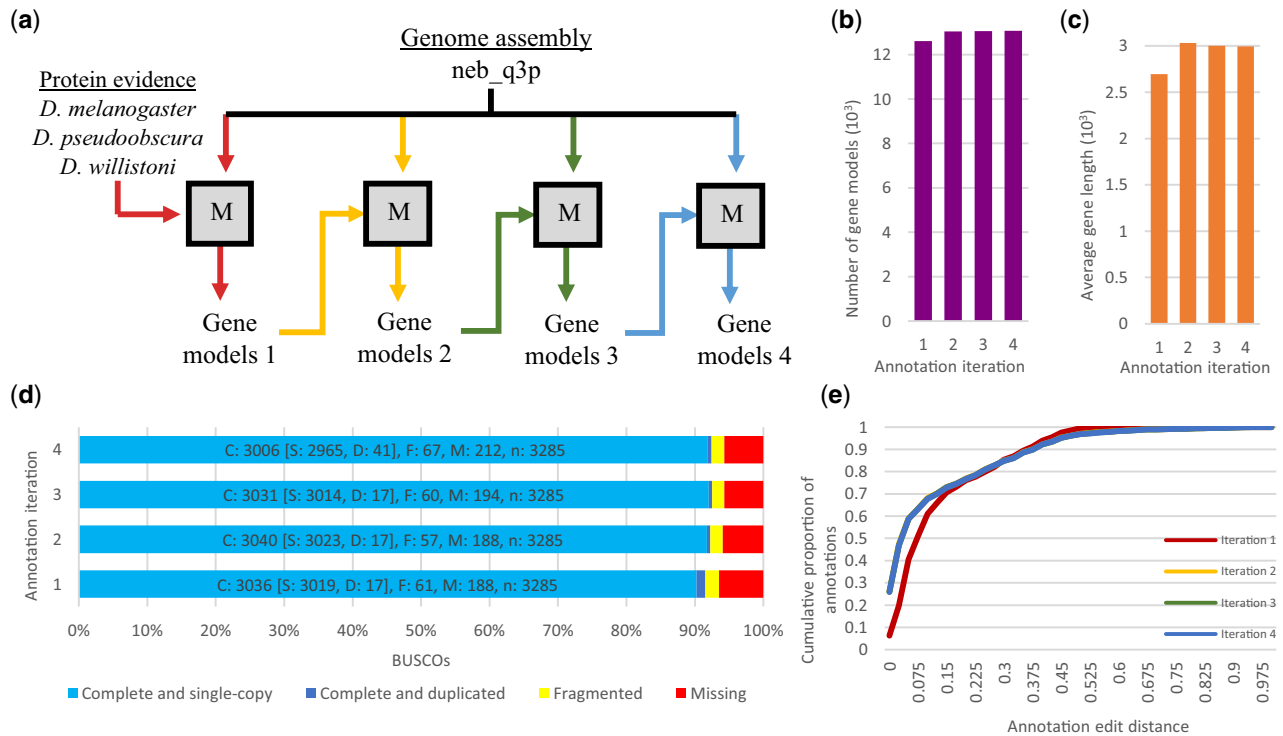 (a)
Genome assembly
neb_q3p
Protein evidence
D. melanogaster
D. pseudoobscura
D. willistoni
M
M
M
M
Gene
models 1
Gene
models 2
Gene
models 3
Gene
models 4
(b)
Number of gene models (10³)
12
10
8
6
4
2
0
1 2 3 4
Annotation iteration
(c)
Average gene length (10³)
3
2.5
2
1.5
1
0.5
0
1 2 3 4
Annotation iteration
(d)
Annotation iteration
4
C: 3006 [S: 2965, D: 41], F: 67, M: 212, n: 3285
3
C: 3031 [S: 3014, D: 17], F: 60, M: 194, n: 3285
2
C: 3040 [S: 3023, D: 17], F: 57, M: 188, n: 3285
1
C: 3036 [S: 3019, D: 17], F: 61, M: 188, n: 3285
0% 10% 20% 30% 40% 50% 60% 70% 80% 90% 100%
BUSCOs
Complete and single-copy
Complete and duplicated
Fragmented
Missing
(e)
Cumulative proportion of
annotations
1
0.9
0.8
0.7
0.6
0.5
0.4
0.3
0.2
0.1
0
Iteration 1
Iteration 2
Iteration 3
Iteration 4
0 0.075 0.15 0.225 0.3 0.375 0.45 0.525 0.6 0.675 0.75 0.825 0.9 0.975
Annotation edit distance